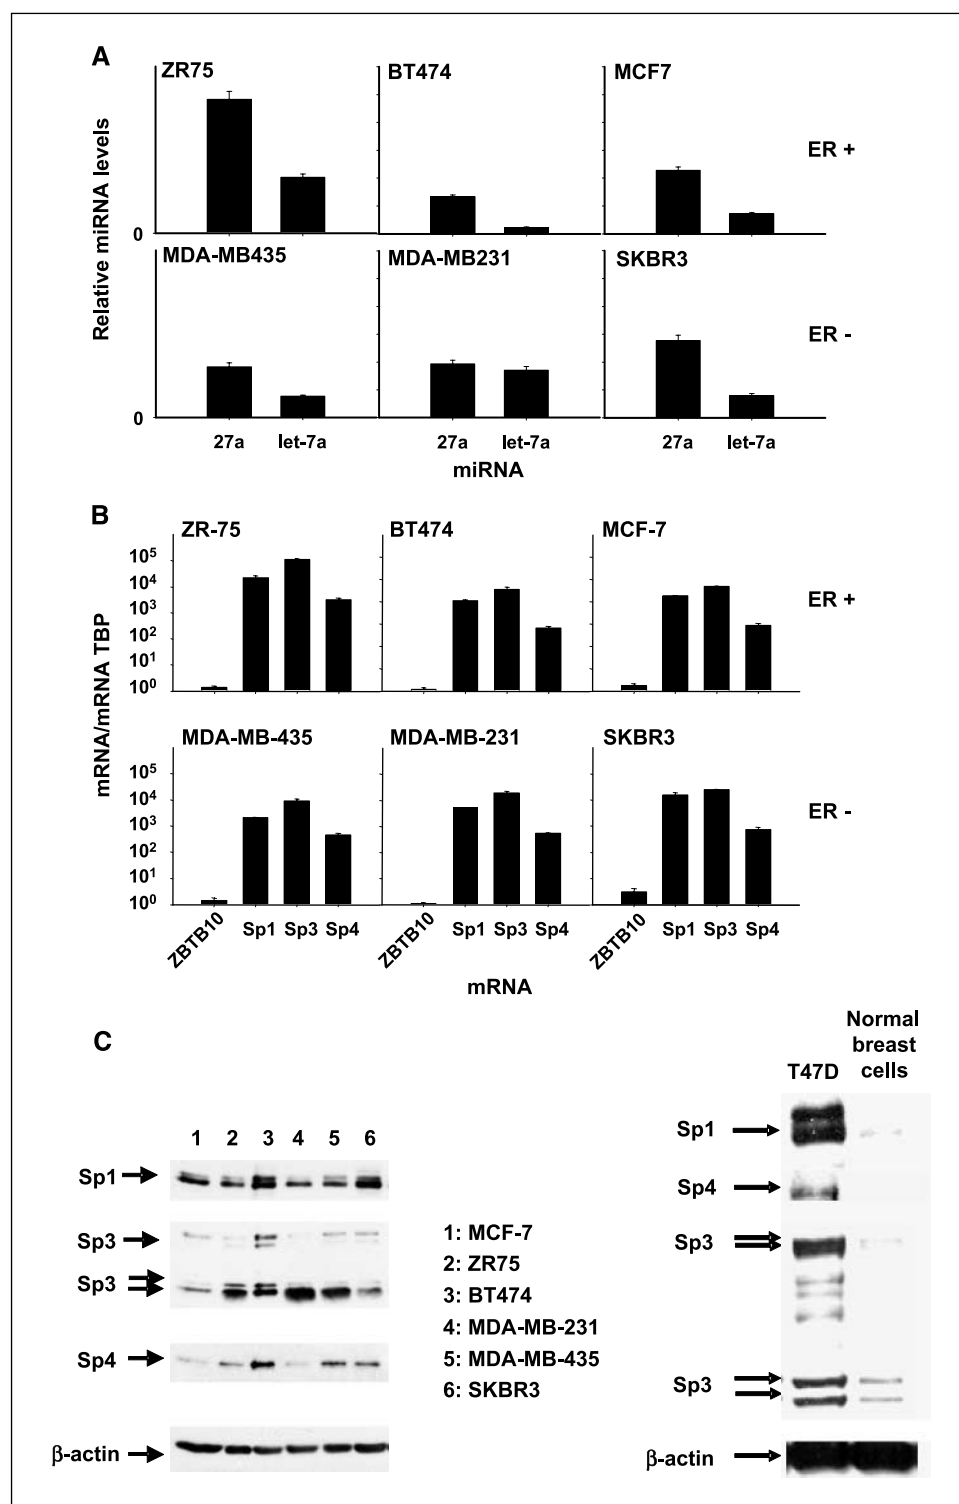 A
ZR75
BT474
MCF7
Relative miRNA levels
ER +
0
MDA-MB435
MDA-MB231
SKBR3
ER -
0
27a
let-7a
27a
let-7a
27a
let-7a
miRNA
B
ZR-75
BT474
MCF-7
mRNA/mRNA TBP
10⁵
10⁴
10³
10²
10¹
10⁰
ER +
MDA-MB-435
MDA-MB-231
SKBR3
10⁵
10⁴
10³
10²
10¹
10⁰
ER -
ZBTB10
Sp1
Sp3
Sp4
ZBTB10
Sp1
Sp3
Sp4
ZBTB10
Sp1
Sp3
Sp4
mRNA
C
1 2 3 4 5 6
Sp1
Sp3
Sp3
Sp4
β-actin
1: MCF-7
2: ZR75
3: BT474
4: MDA-MB-231
5: MDA-MB-435
6: SKBR3
T47D
Normal
breast
cells
Sp1
Sp4
Sp3
Sp3
β-actin